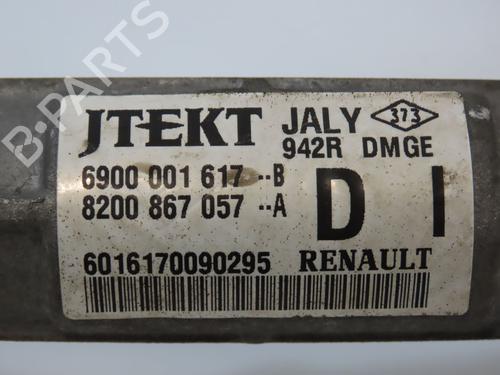 JTEKT JALY 373
942R DMGE
6900 001 617 --B
8200 867 057 --A
D I
6016170090295 RENAULT
B-PARTS